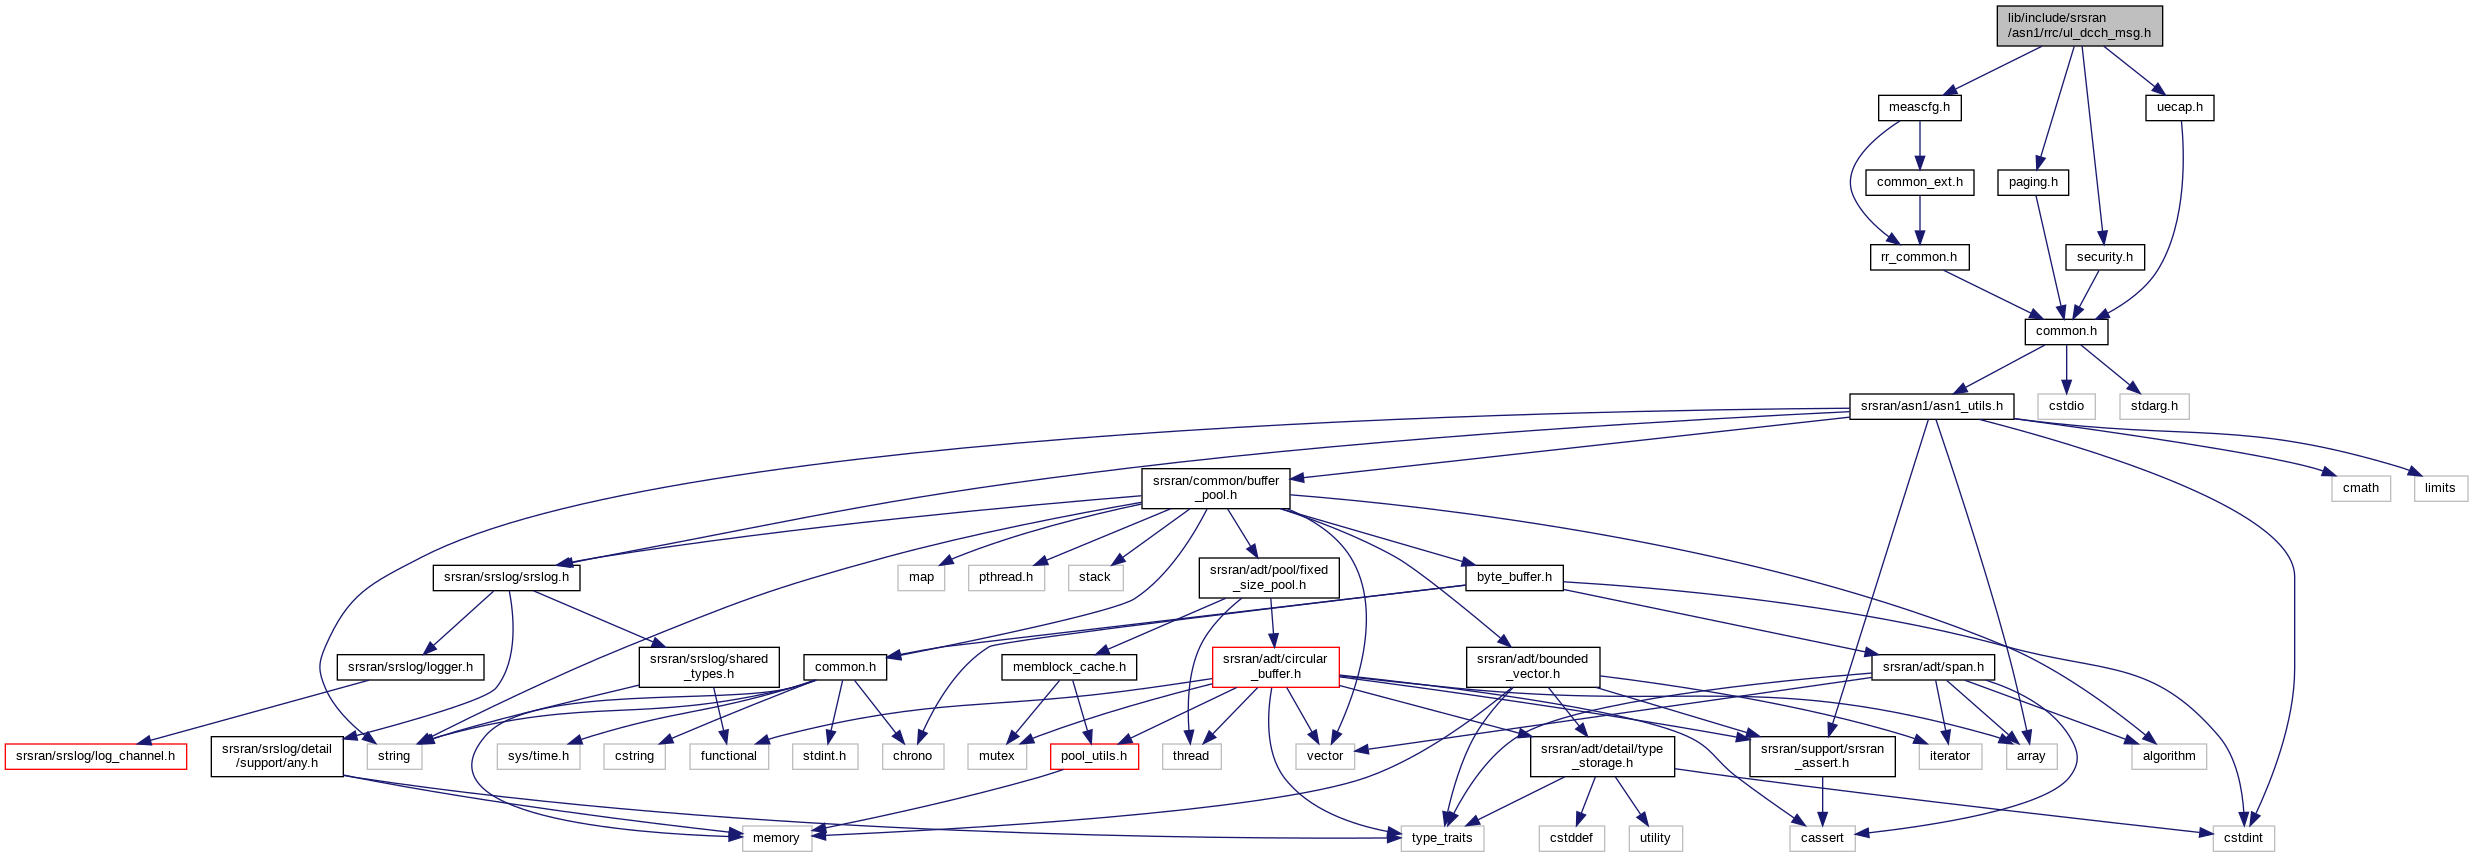 lib/include/srsran
/asn1/rrc/ul_dcch_msg.h
meascfg.h
uecap.h
common_ext.h
paging.h
rr_common.h
security.h
common.h
srsran/asn1/asn1_utils.h
cstdio
stdarg.h
srsran/common/buffer
_pool.h
cmath
limits
srsran/srslog/srslog.h
map
pthread.h
stack
srsran/adt/pool/fixed
_size_pool.h
byte_buffer.h
srsran/srslog/logger.h
srsran/srslog/shared
_types.h
common.h
memblock_cache.h
srsran/adt/circular
_buffer.h
srsran/adt/bounded
_vector.h
srsran/adt/span.h
srsran/srslog/log_channel.h
srsran/srslog/detail
/support/any.h
string
sys/time.h
cstring
functional
stdint.h
chrono
mutex
pool_utils.h
thread
vector
srsran/adt/detail/type
_storage.h
srsran/support/srsran
_assert.h
iterator
array
algorithm
memory
type_traits
cstddef
utility
cassert
cstdint